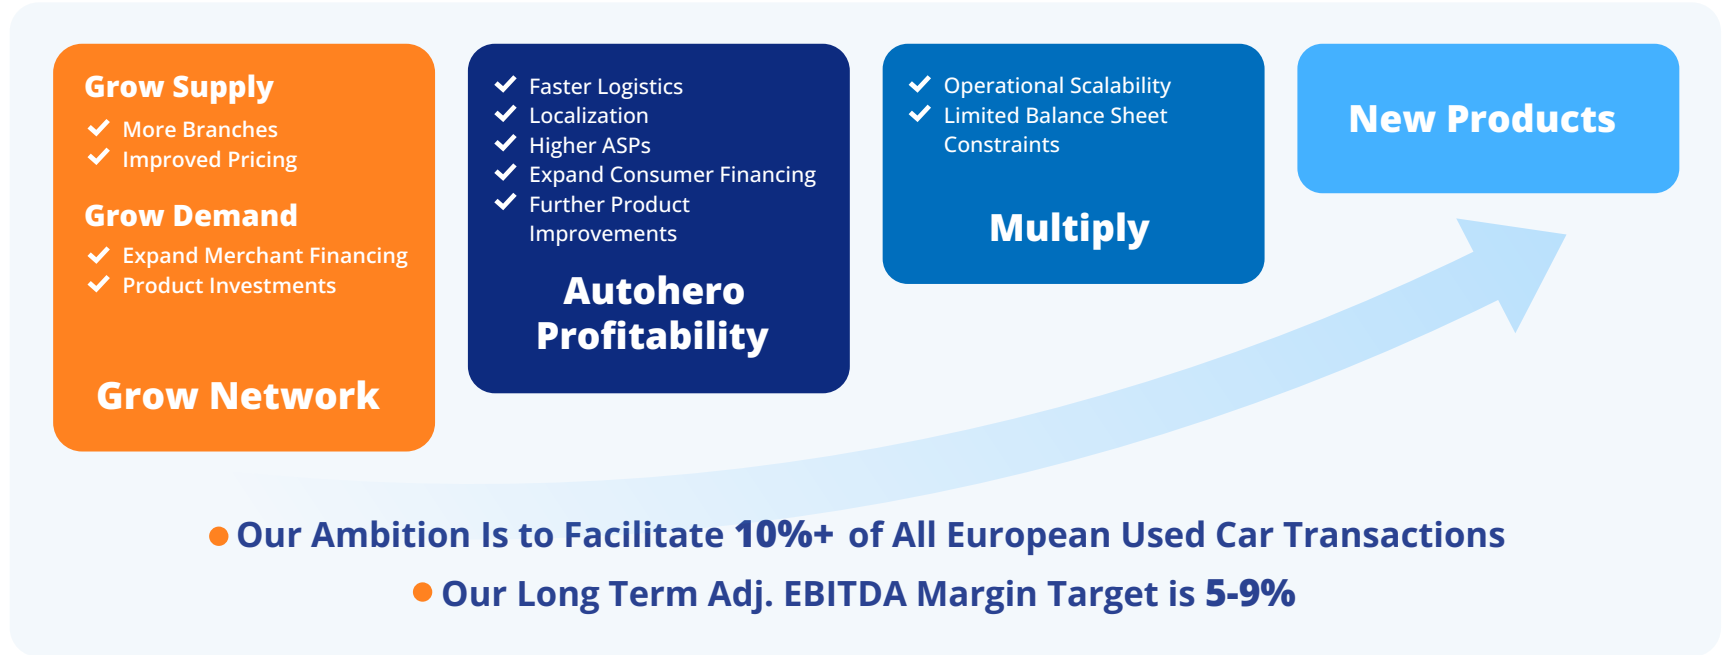 Grow Supply
More Branches
Improved Pricing
Grow Demand
Expand Merchant Financing
Product Investments
Grow Network
Faster Logistics
Localization
Higher ASPs
Expand Consumer Financing
Further Product
Improvements
Autohero
Profitability
Operational Scalability
Limited Balance Sheet
Constraints
Multiply
New Products
Our Ambition Is to Facilitate 10%+ of All European Used Car Transactions
Our Long Term Adj. EBITDA Margin Target is 5-9%